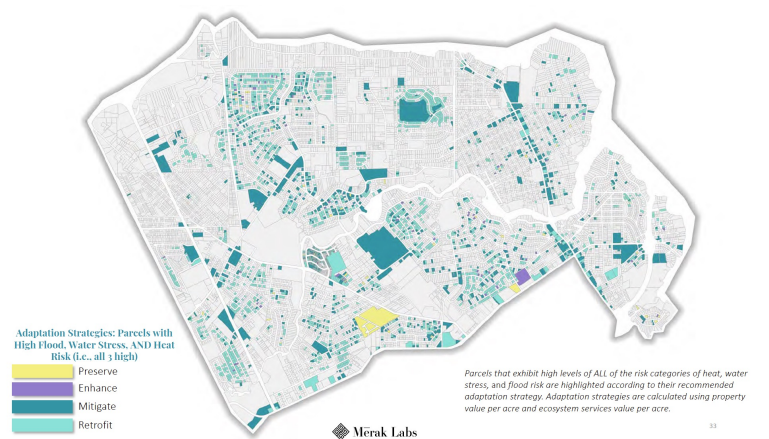 Adaptation Strategies: Parcels with
High Flood, Water Stress, AND Heat
Risk (i.e., all 3 high)
Preserve
Enhance
Mitigate
Retrofit
Parcels that exhibit high levels of ALL of the risk categories of heat, water
stress, and flood risk are highlighted according to their recommended
adaptation strategy. Adaptation strategies are calculated using property
value per acre and ecosystem services value per acre.
Mērak Labs
33